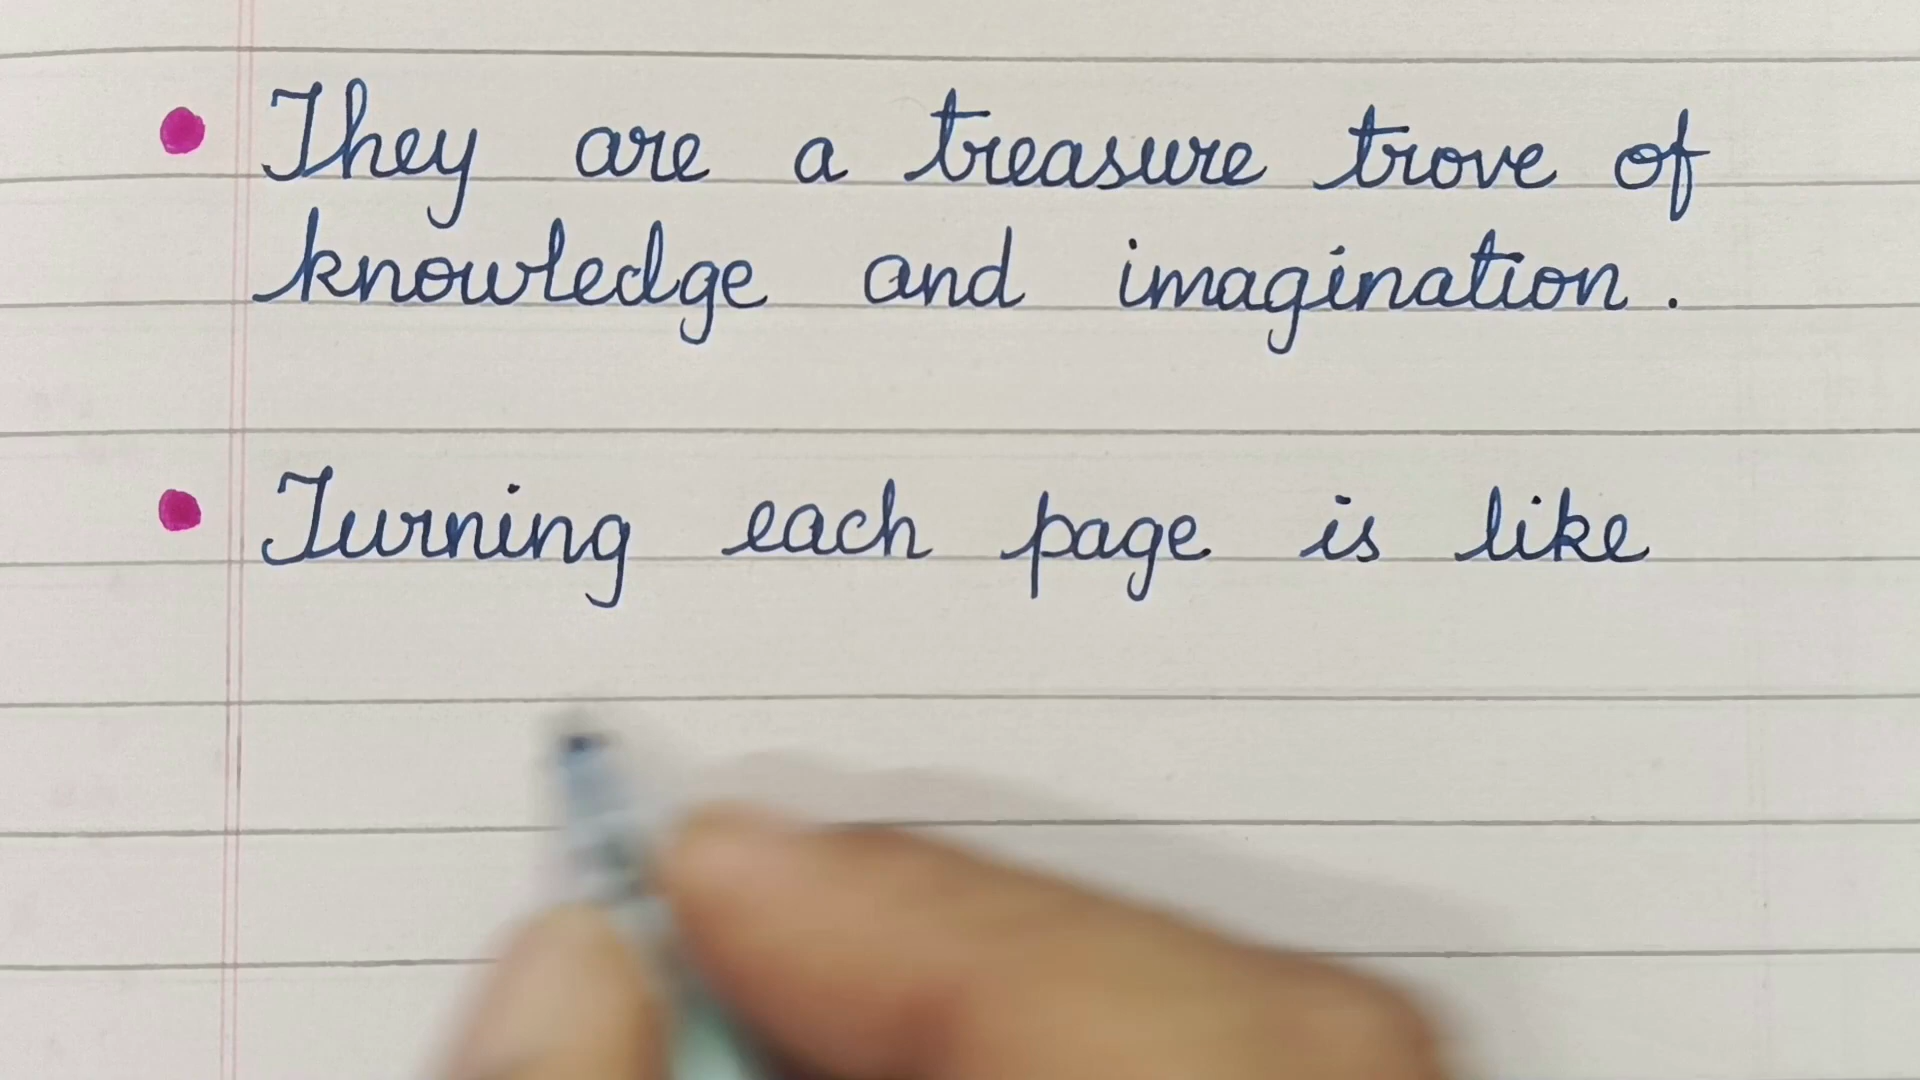 • They are a treasure trove of
knowledge and imagination.
• Turning each page is like